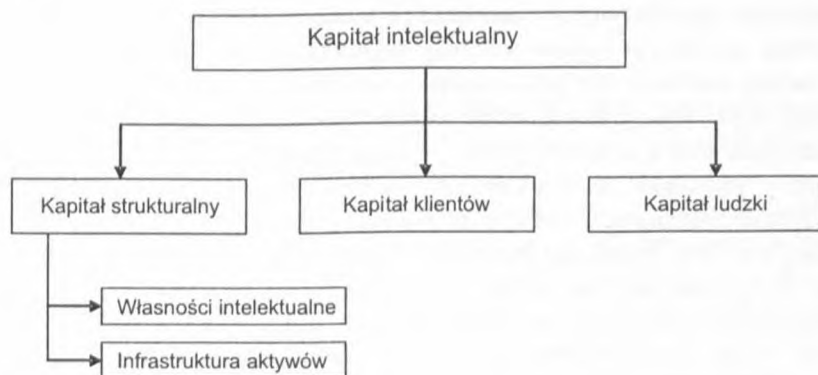 Kapitał intelektualny
Kapitał strukturalny
Kapitał klientów
Kapitał ludzki
Własności intelektualne
Infrastruktura aktywów